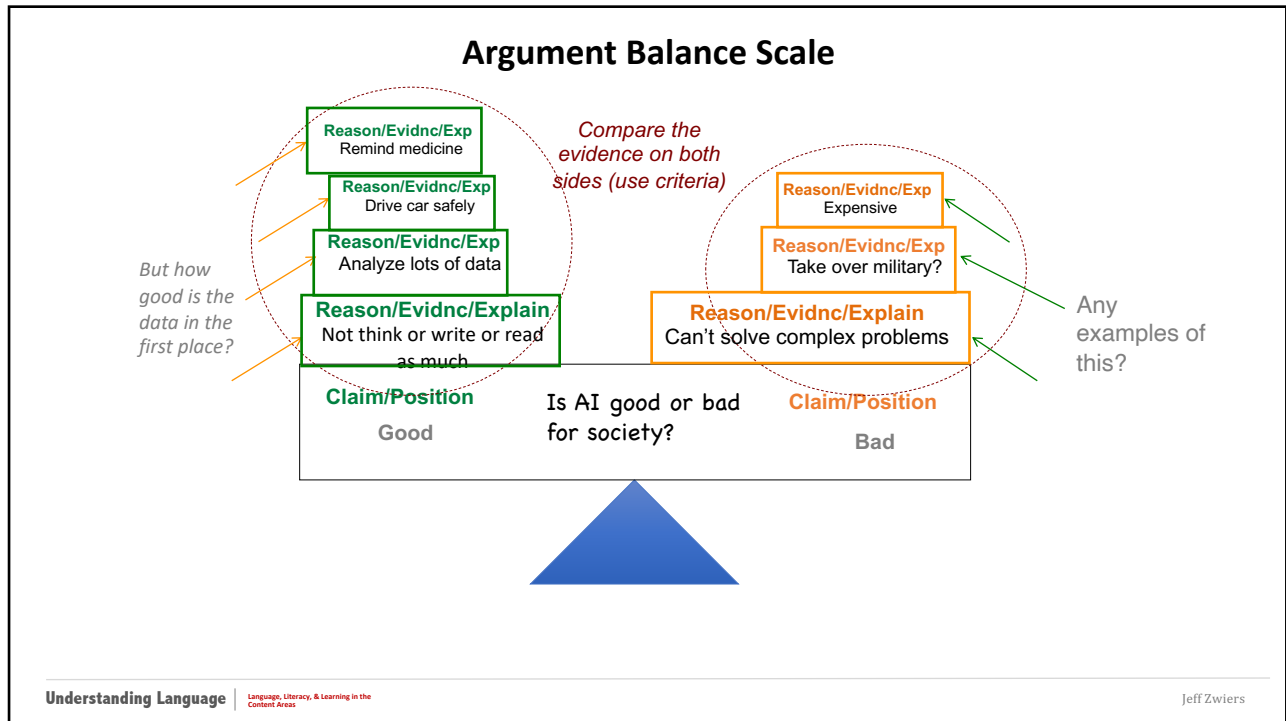 Argument Balance Scale
Reason/Evidnc/Exp
Remind medicine
Reason/Evidnc/Exp
Drive car safely
Reason/Evidnc/Exp
Analyze lots of data
Reason/Evidnc/Explain
Not think or write or read
as much
But how
good is the
data in the
first place?
Compare the
evidence on both
sides (use criteria)
Reason/Evidnc/Exp
Expensive
Reason/Evidnc/Exp
Take over military?
Reason/Evidnc/Explain
Can’t solve complex problems
Any
examples of
this?
Claim/Position
Good
Is AI good or bad
for society?
Claim/Position
Bad
Understanding Language
Language, Literacy, & Learning in the
Content Areas
Jeff Zwiers